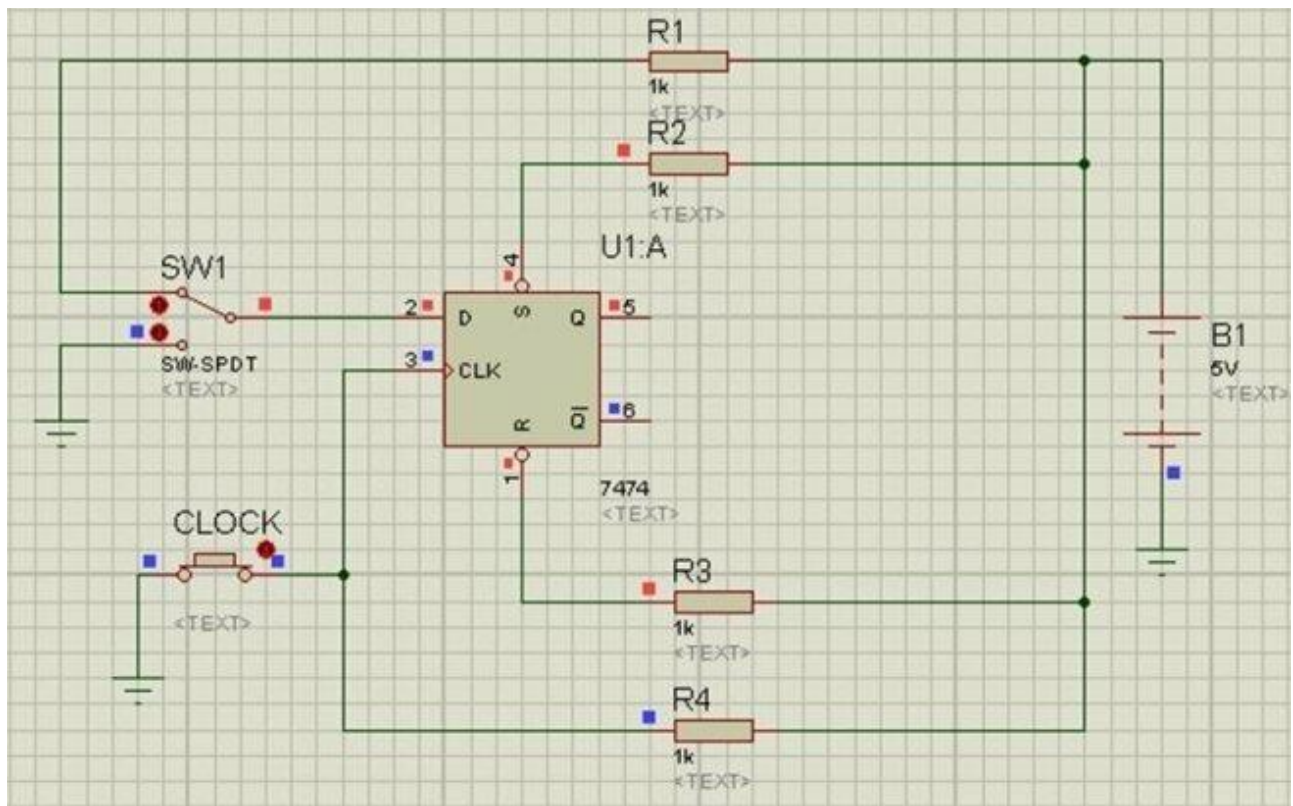 R1
1k
<TEXT>
R2
1k
<TEXT>
U1:A
SW1
4
2
D
S
Q
5
SW-SPDT
<TEXT>
3
CLK
B1
5V
<TEXT>
R
Q
6
1
7474
<TEXT>
CLOCK
<TEXT>
R3
1k
<TEXT>
R4
1k
<TEXT>